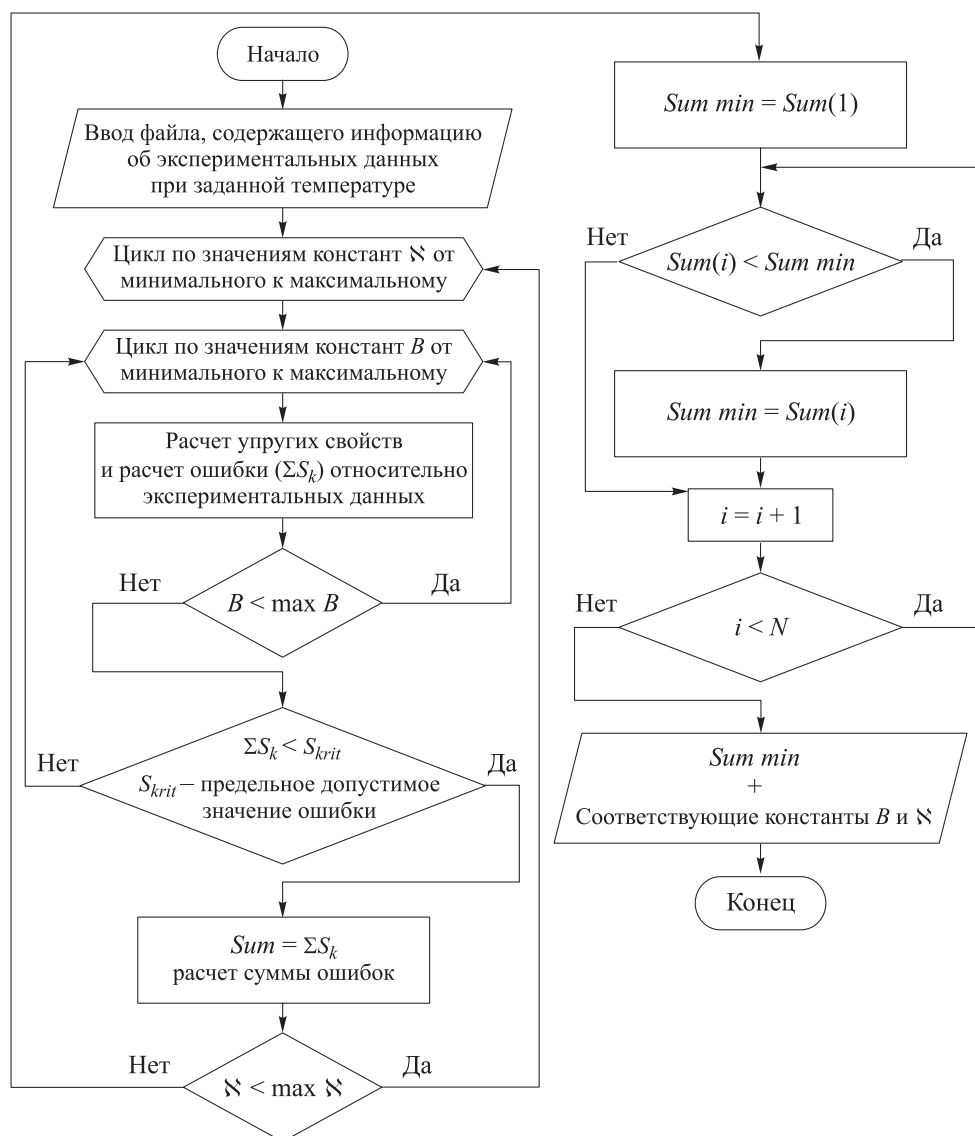 Начало
Ввод файла, содержащего информацию
об экспериментальных данных
при заданной температуре
Цикл по значениям констант ℵ от
минимального к максимальному
Цикл по значениям констант B от
минимального к максимальному
Расчет упругих свойств
и расчет ошибки (ΣS_k) относительно
экспериментальных данных
Нет
Да
B < max B
Нет
Да
ΣS_k < S_krit
S_krit – предельное допустимое
значение ошибки
Sum = ΣS_k
расчет суммы ошибок
Нет
Да
ℵ < max ℵ
Sum min = Sum(1)
Нет
Да
Sum(i) < Sum min
Sum min = Sum(i)
i = i + 1
Нет
Да
i < N
Sum min
+
Соответствующие константы B и ℵ
Конец